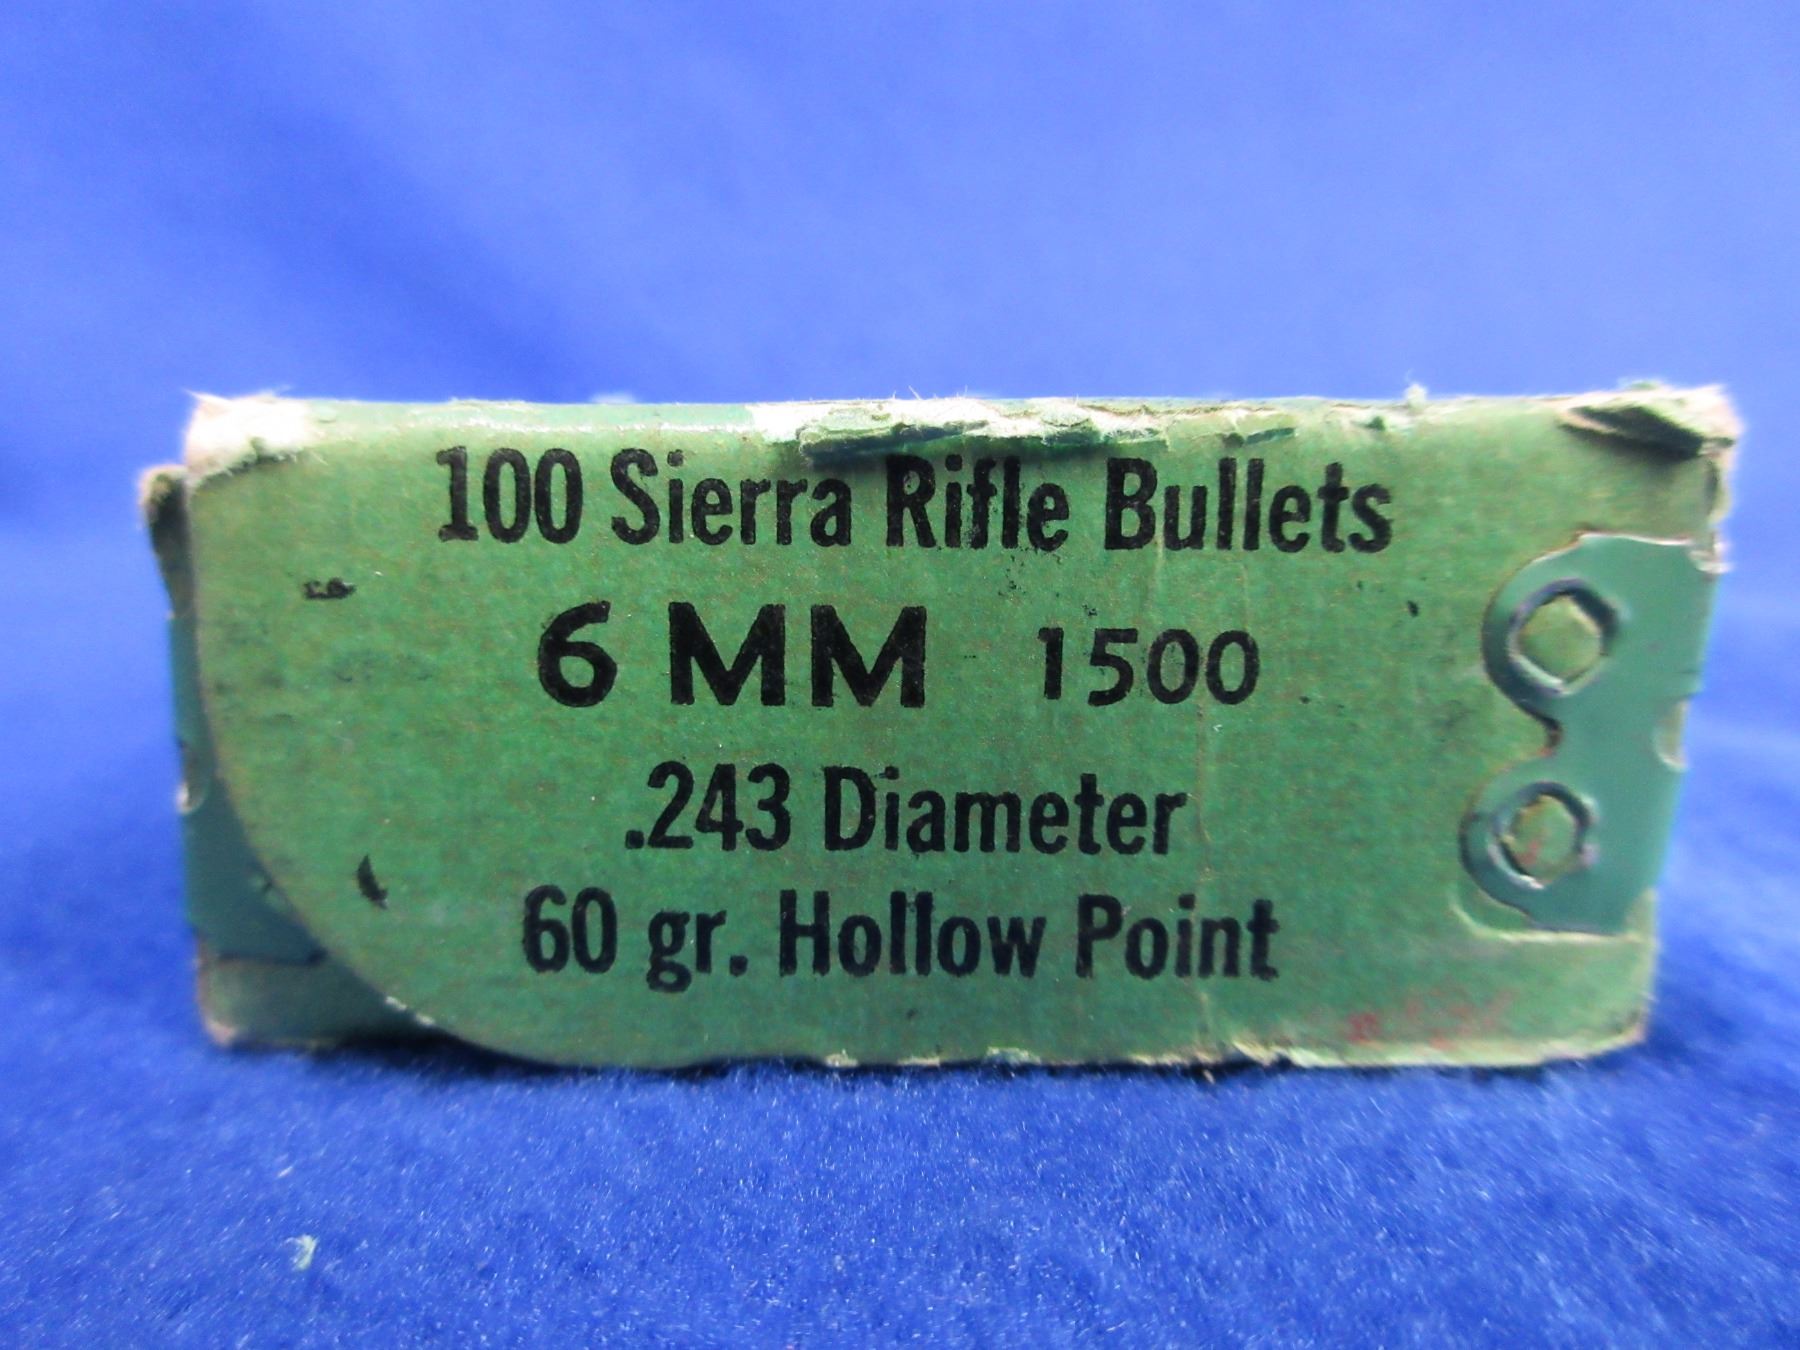 100 Sierra Rifle Bullets
6 MM 1500
.243 Diameter
60 gr. Hollow Point